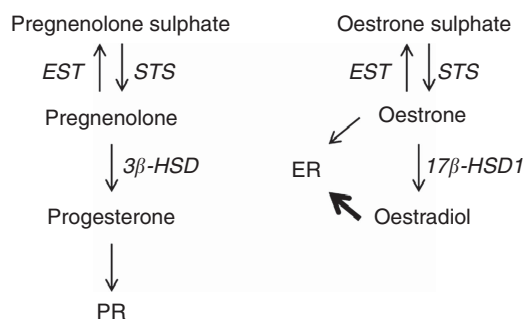 Pregnenolone sulphate
Oestrone sulphate
EST
STS
EST
STS
Pregnenolone
Oestrone
3β-HSD
ER
17β-HSD1
Progesterone
Oestradiol
PR